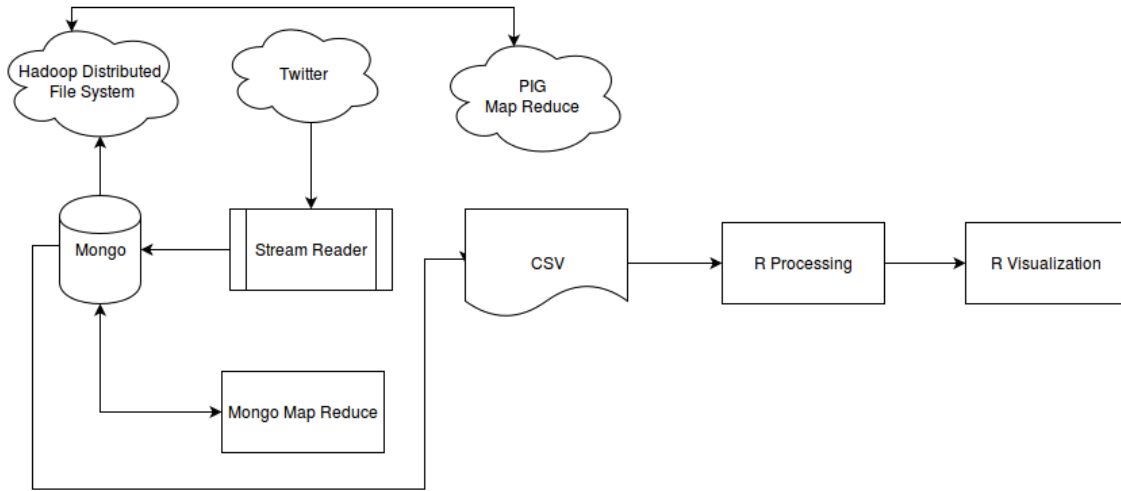 Hadoop Distributed
File System
Twitter
PIG
Map Reduce
Mongo
Stream Reader
CSV
R Processing
R Visualization
Mongo Map Reduce